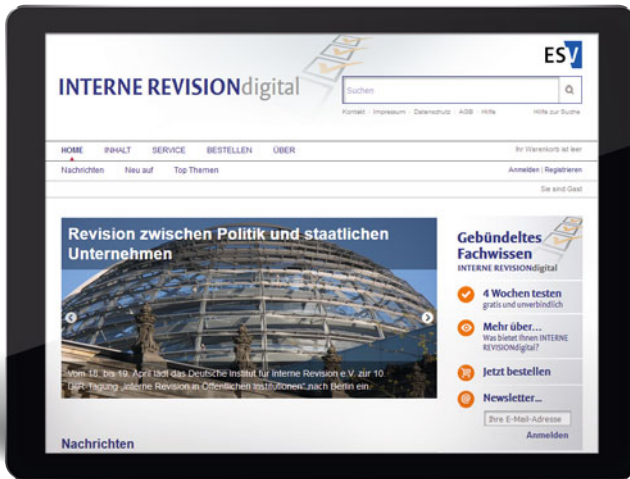 ESV
INTERNE REVISIONdigital
Suchen
Kontakt · Impressum · Datenschutz · AGB · Hilfe
Hilfe zur Suche
HOME INHALT SERVICE BESTELLEN ÜBER
Ihr Warenkorb ist leer
Nachrichten Neu auf Top Themen
Anmelden | Registrieren
Sie sind Gast
Revision zwischen Politik und staatlichen
Unternehmen
Vom 18. bis 19. April lädt das Deutsche Institut für Interne Revision e.V. zur 10.
DIIR-Tagung „Interne Revision in Öffentlichen Institutionen“ nach Berlin ein.
Nachrichten
Gebündeltes
Fachwissen
INTERNE REVISIONdigital
4 Wochen testen
gratis und unverbindlich
Mehr über...
Was bietet Ihnen INTERNE
REVISIONdigital?
Jetzt bestellen
Newsletter...
Ihre E-Mail-Adresse
Anmelden